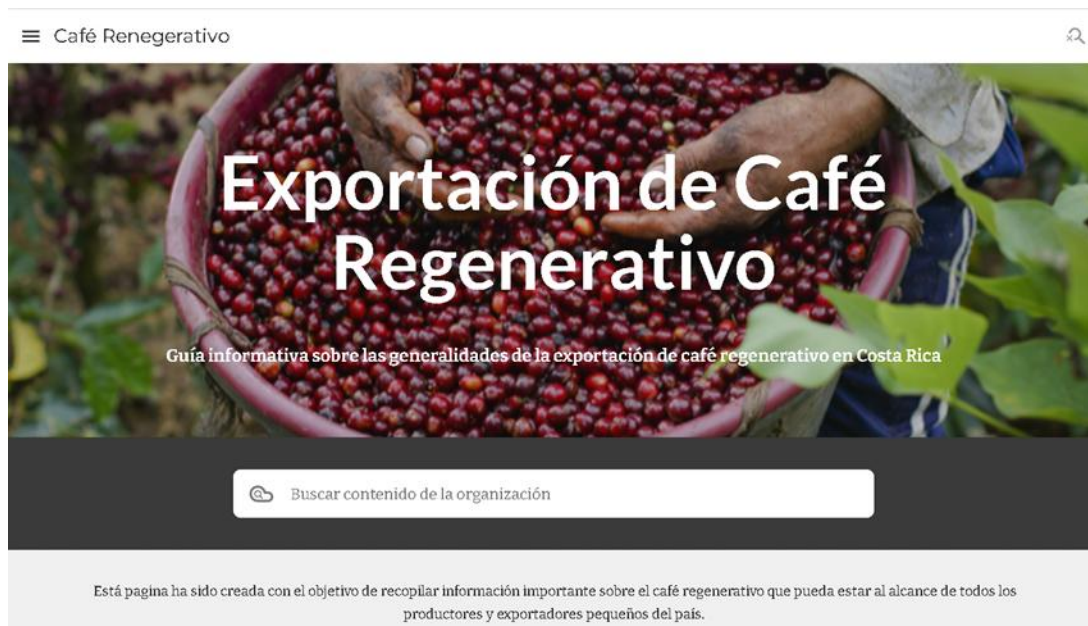 Café Renegerativo
Exportación de Café
Regenerativo
Guía informativa sobre las generalidades de la exportación de café regenerativo en Costa Rica
Buscar contenido de la organización
Está pagina ha sido creada con el objetivo de recopilar información importante sobre el café regenerativo que pueda estar al alcance de todos los
productores y exportadores pequeños del país.